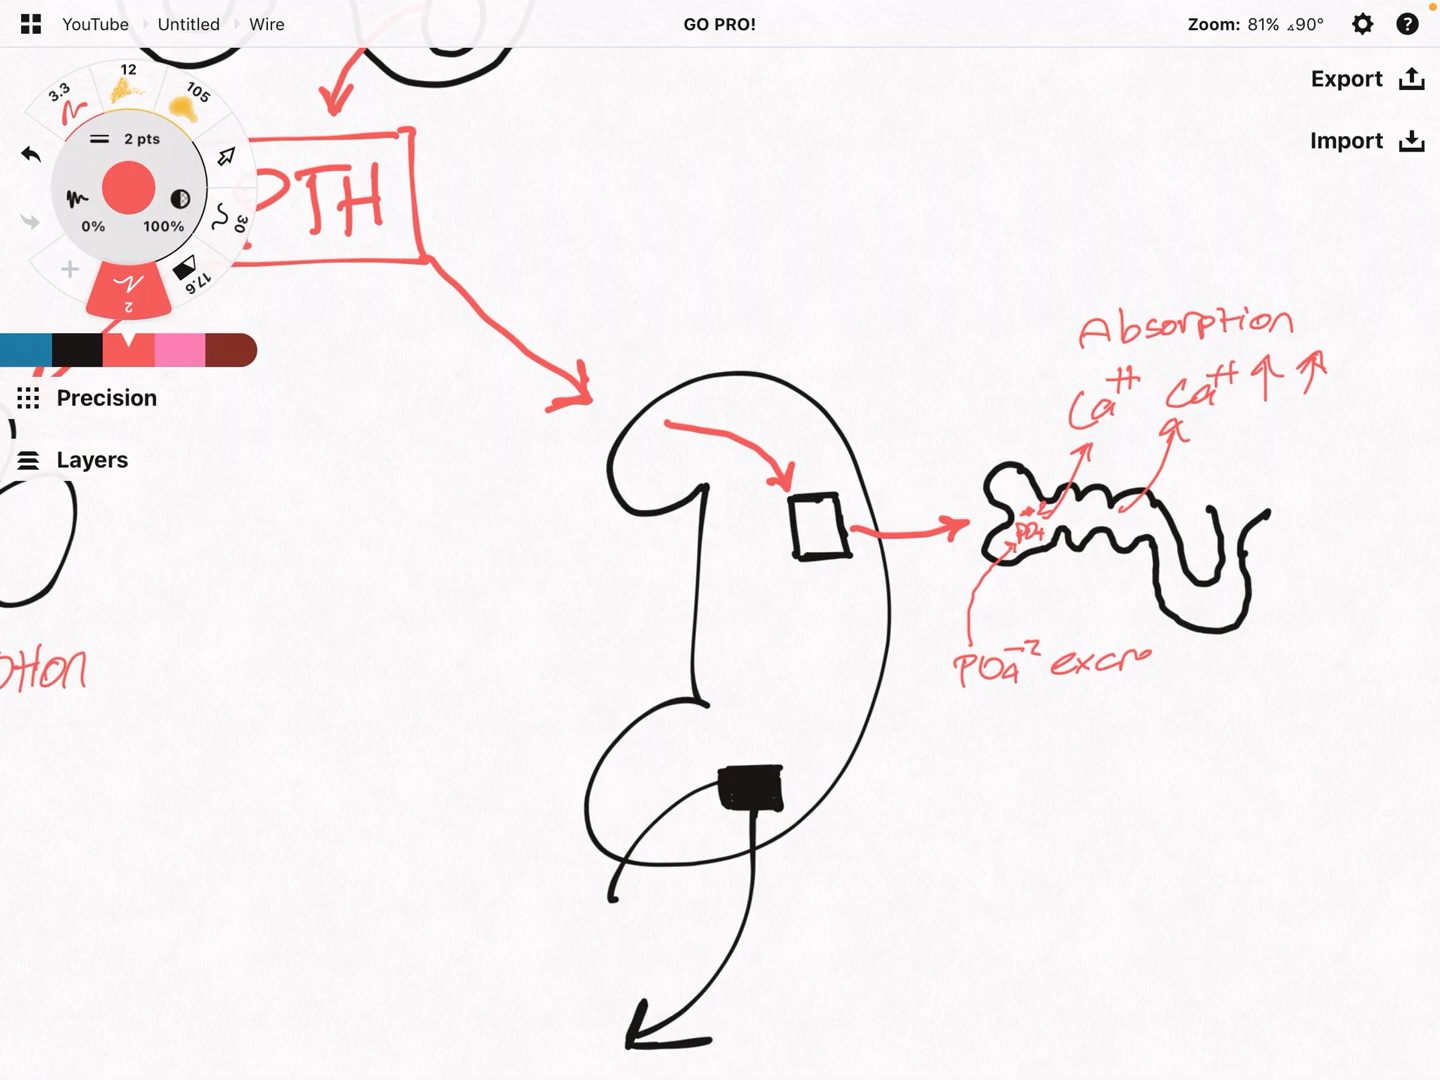 YouTube Untitled Wire
GO PRO!
Zoom: 81% ⊿90°
Export
Import
3.3
12
105
2 pts
0%
100%
30
17.6
2
Precision
Layers
PTH
Absorption
Ca++ Ca++ ↑ ↑
PO4
PO4-2 excre